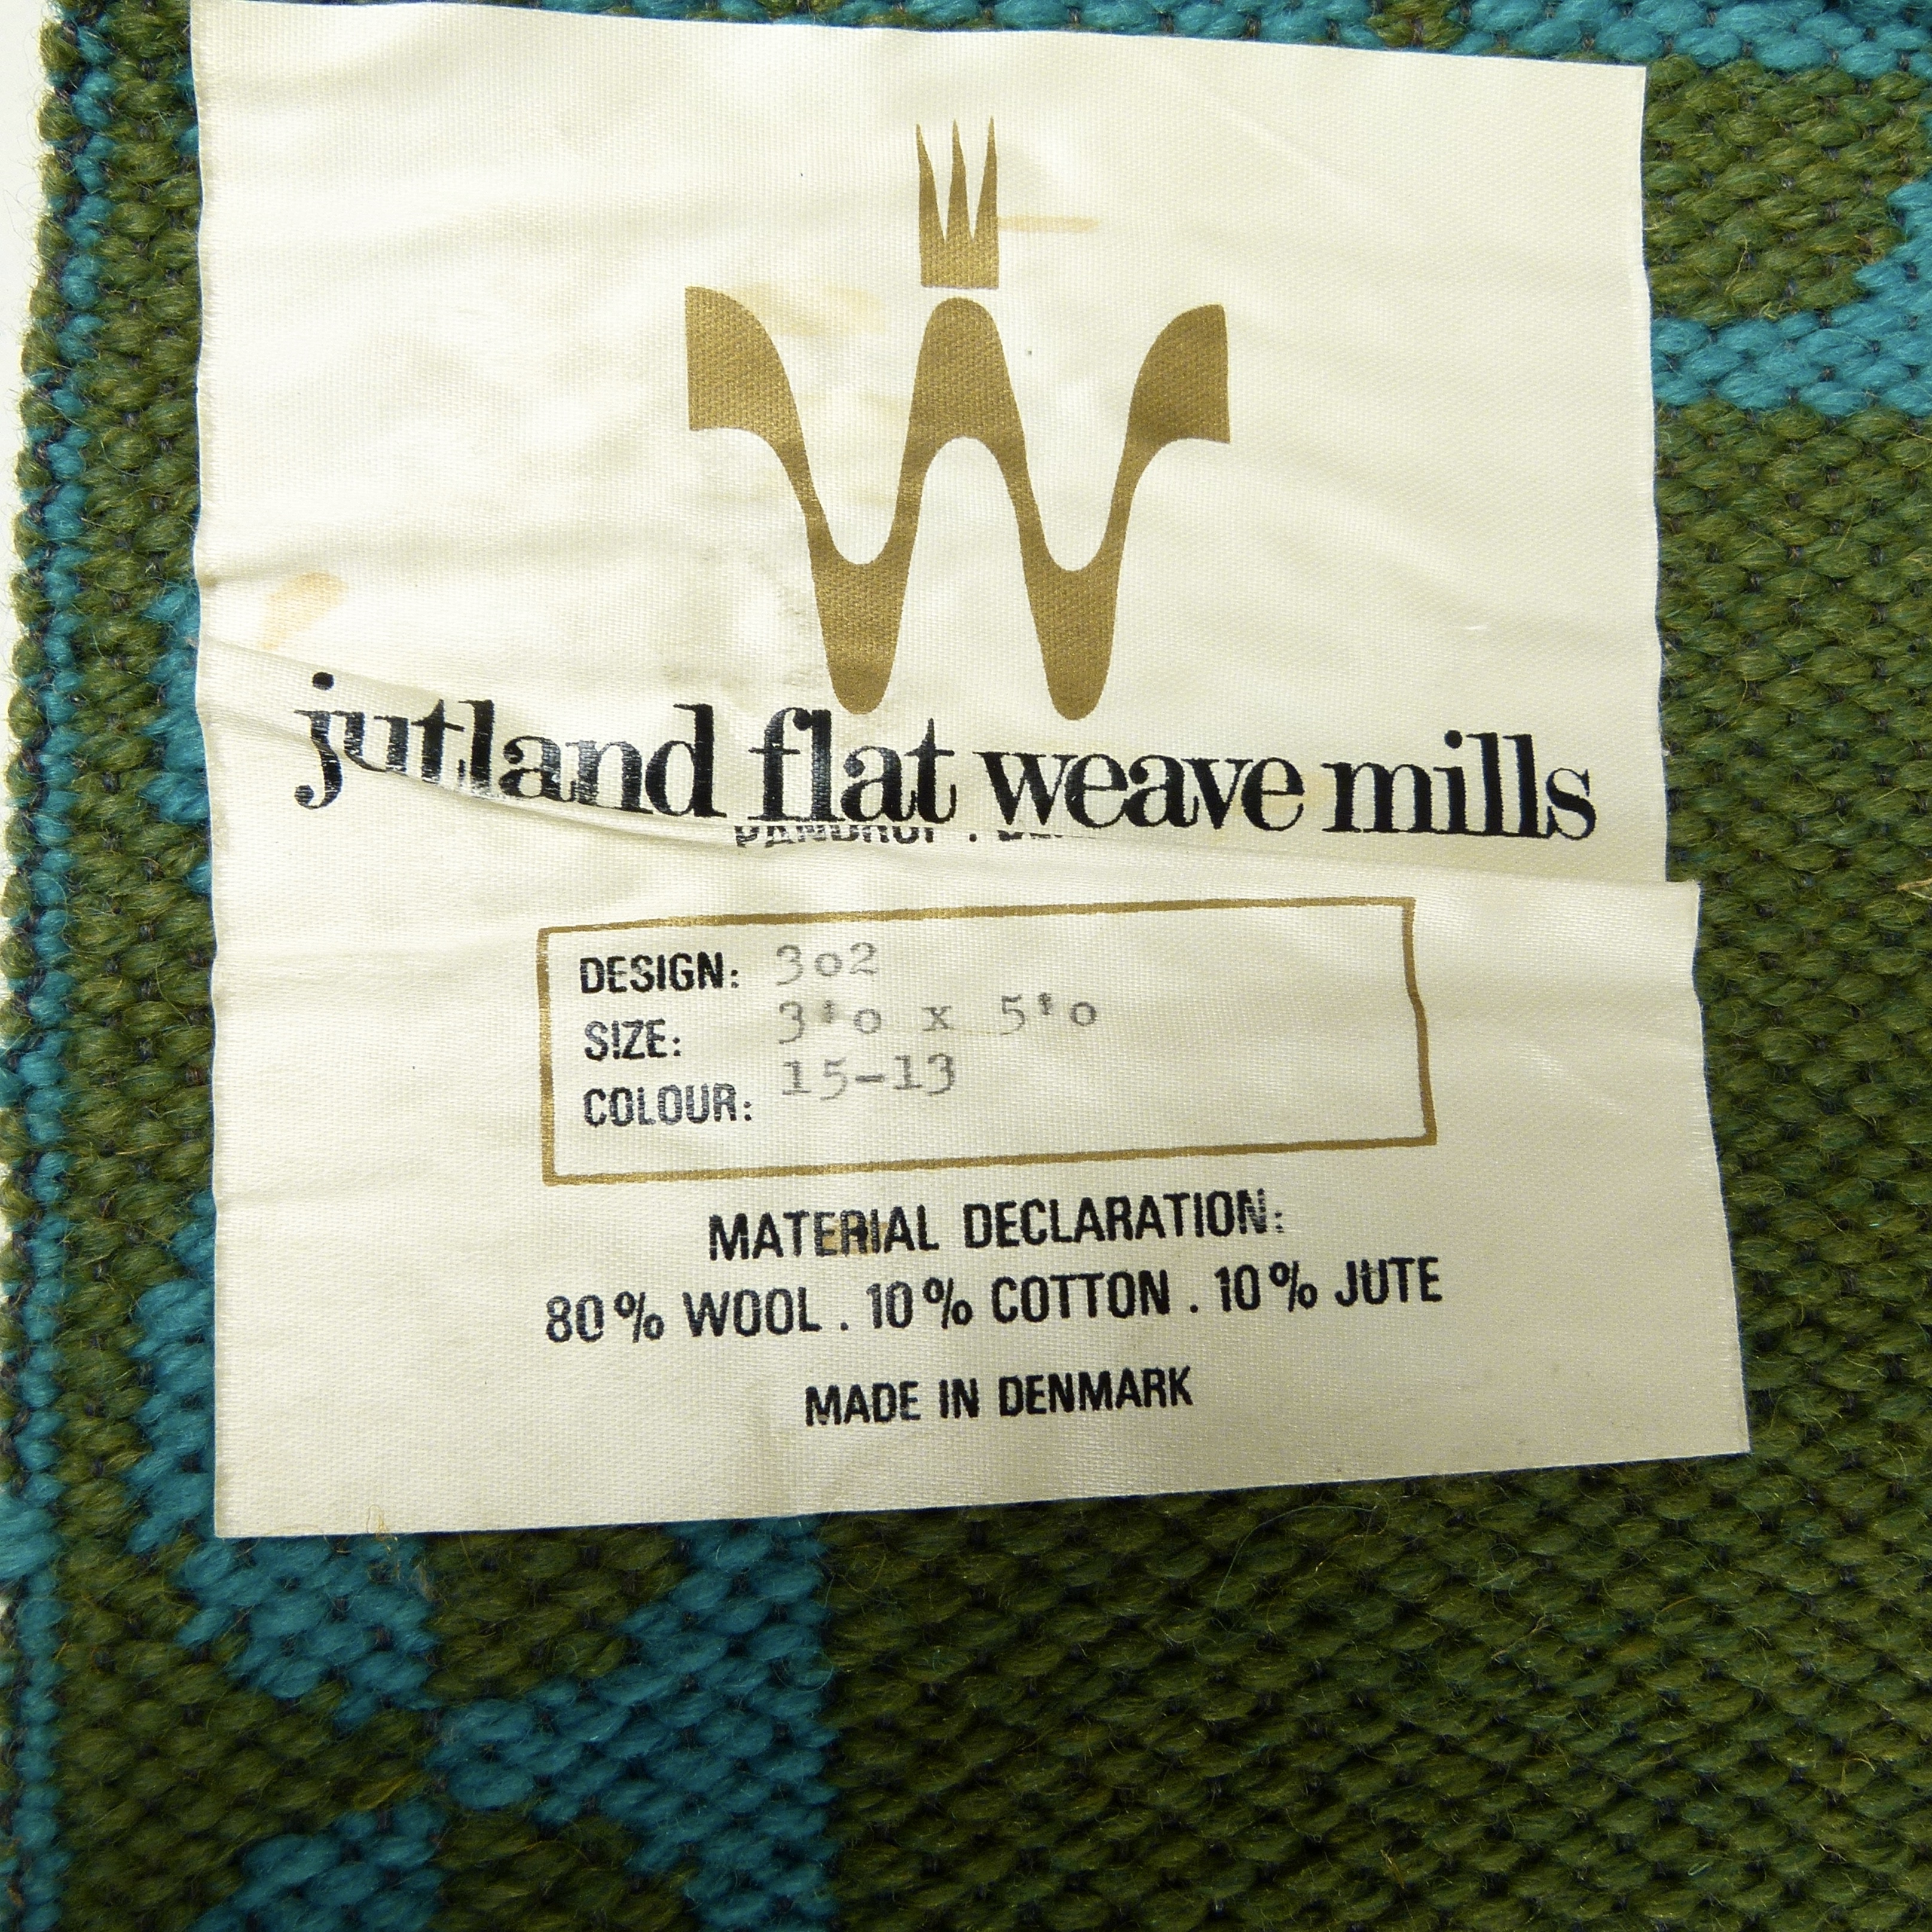 jutland flat weave mills
PANDRUP .
DESIGN: 302
SIZE: 3'0 x 5'0
COLOUR: 15-13
MATERIAL DECLARATION:
80% WOOL . 10% COTTON . 10% JUTE
MADE IN DENMARK